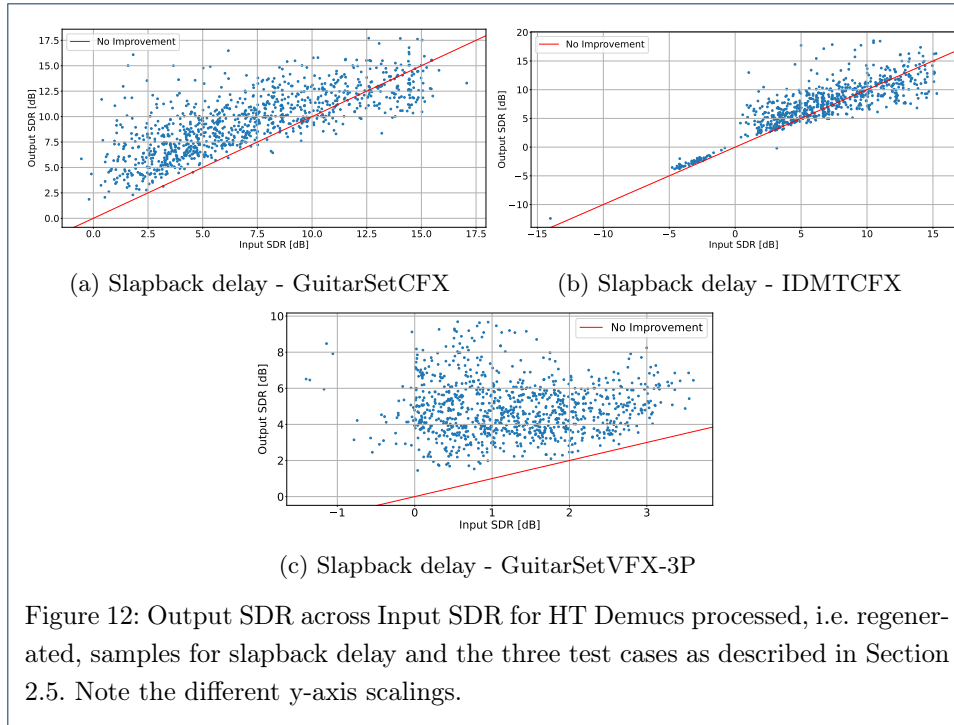 No Improvement
17.5
15.0
12.5
10.0
7.5
5.0
2.5
0.0
Output SDR [dB]
0.0 2.5 5.0 7.5 10.0 12.5 15.0 17.5
Input SDR [dB]
(a) Slapback delay - GuitarSetCFX
No Improvement
20
15
10
5
0
−5
−10
Output SDR [dB]
−15 −10 −5 0 5 10 15
Input SDR [dB]
(b) Slapback delay - IDMTCFX
No Improvement
10
8
6
4
2
0
Output SDR [dB]
−1 0 1 2 3
Input SDR [dB]
(c) Slapback delay - GuitarSetVFX-3P
Figure 12: Output SDR across Input SDR for HT Demucs processed, i.e. regener-
ated, samples for slapback delay and the three test cases as described in Section
2.5. Note the different y-axis scalings.